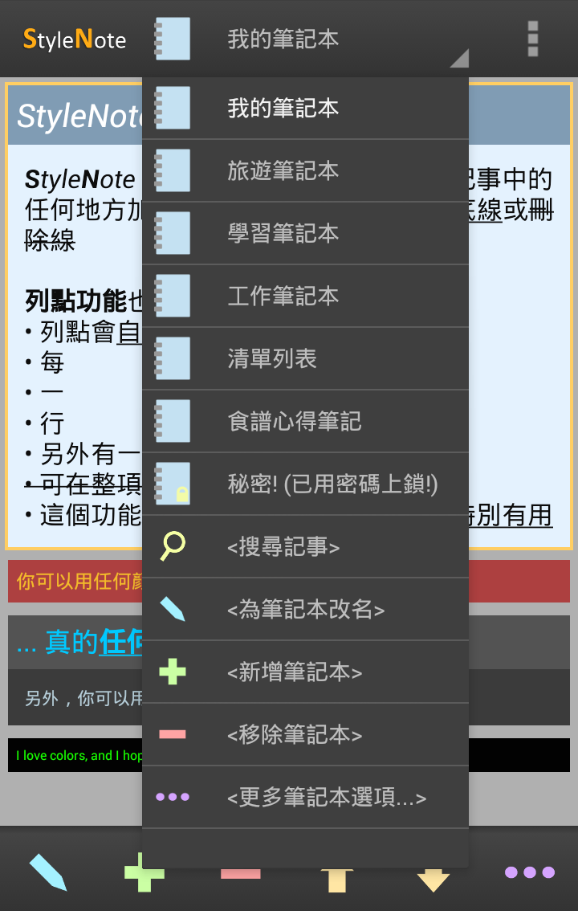 StyleNote
我的筆記本
StyleNote
我的筆記本
旅遊筆記本
學習筆記本
工作筆記本
清單列表
食譜心得筆記
秘密! (已用密碼上鎖!)
<搜尋記事>
<為筆記本改名>
<新增筆記本>
<移除筆記本>
<更多筆記本選項...>
StyleNote 記事中的
任何地方加 底線或刪
除線
列點功能也
• 列點會自
• 每
• 一
• 行
• 另外有一
• 可在整項
• 這個功能 特別有用
你可以用任何顏
... 真的任何
另外，你可以用
I love colors, and I hop